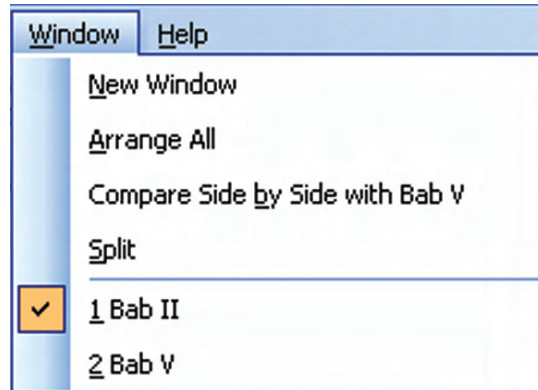 Window Help
New Window
Arrange All
Compare Side by Side with Bab V
Split
1 Bab II
2 Bab V